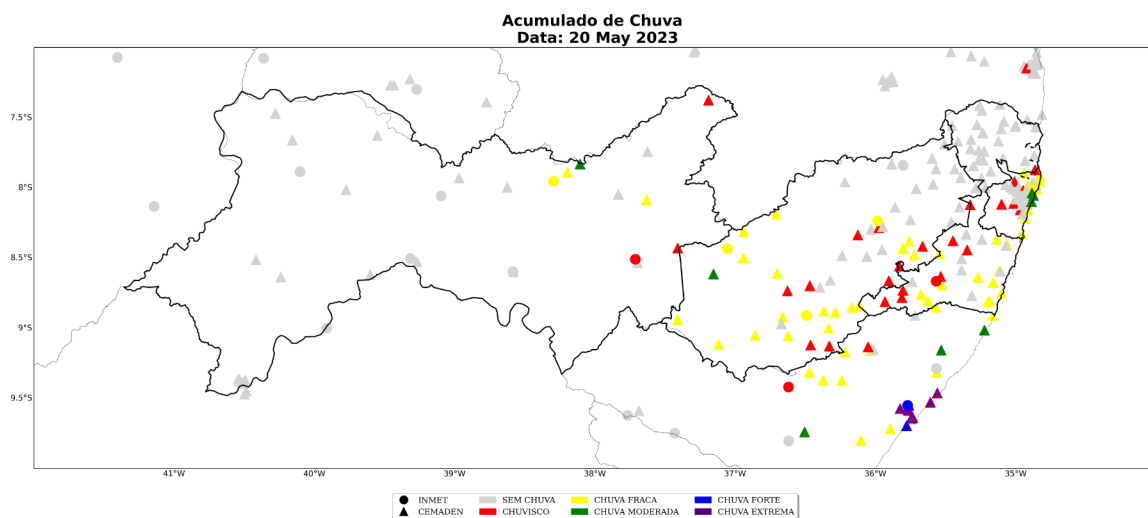 Acumulado de Chuva
Data: 20 May 2023
7.5°S
8°S
8.5°S
9°S
9.5°S
41°W 40°W 39°W 38°W 37°W 36°W 35°W
INMET SEM CHUVA CHUVA FRACA CHUVA FORTE
CEMADEN CHUVISCO CHUVA MODERADA CHUVA EXTREMA